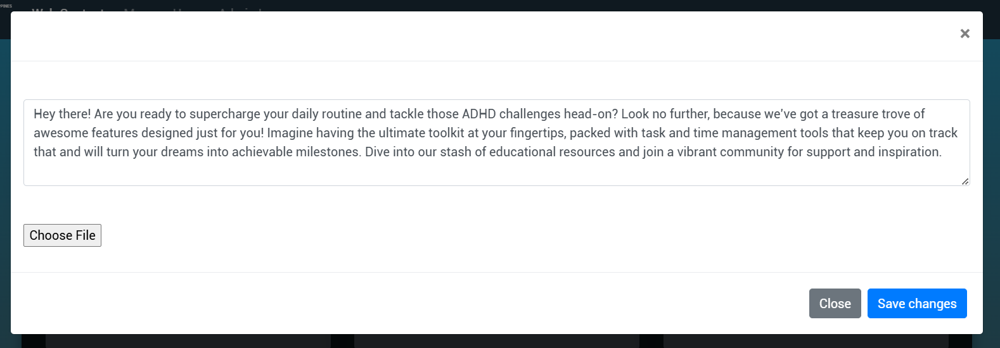 ×
Hey there! Are you ready to supercharge your daily routine and tackle those ADHD challenges head-on? Look no further, because we've got a treasure trove of
awesome features designed just for you! Imagine having the ultimate toolkit at your fingertips, packed with task and time management tools that keep you on track
that and will turn your dreams into achievable milestones. Dive into our stash of educational resources and join a vibrant community for support and inspiration.
Choose File
Close Save changes